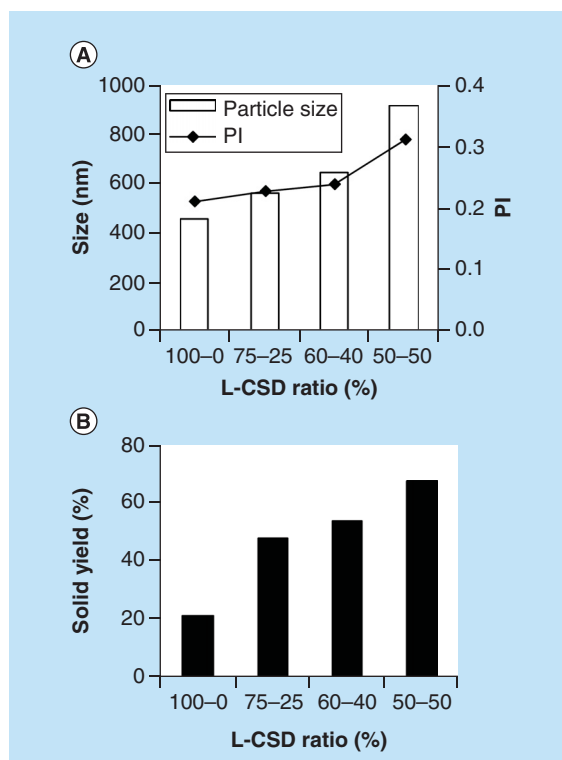 A
1000
800
600
400
200
0
Size (nm)
Particle size
PI
0.4
0.3
0.2
0.1
0.0
PI
100–0 75–25 60–40 50–50
L-CSD ratio (%)
B
80
60
40
20
0
Solid yield (%)
100–0 75–25 60–40 50–50
L-CSD ratio (%)